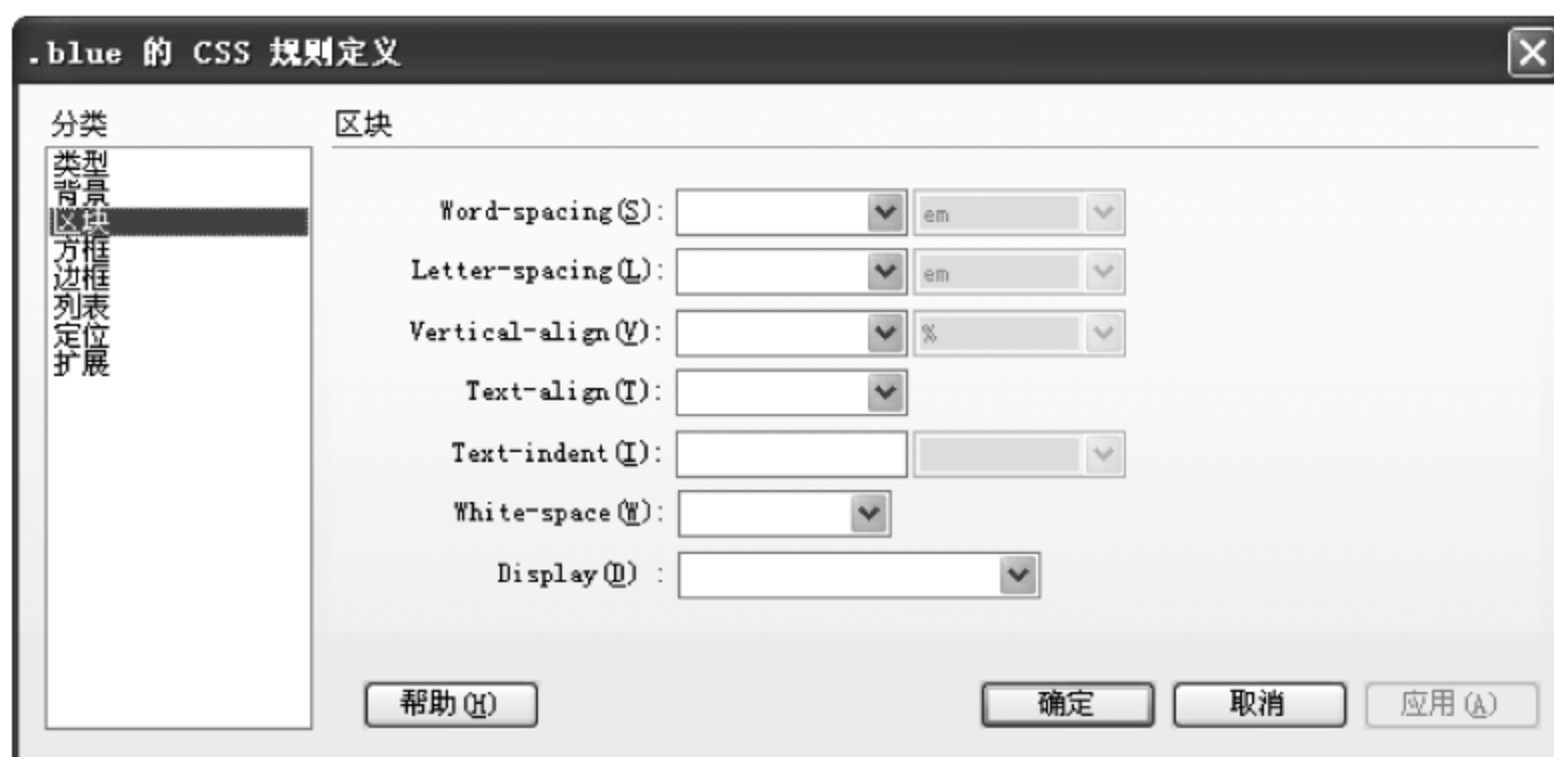 .blue 的 CSS 规则定义
分类
类型
背景
区块
方框
边框
列表
定位
扩展
区块
Word-spacing(S): em
Letter-spacing(L): em
Vertical-align(V): %
Text-align(T):
Text-indent(I):
White-space(W):
Display(D) :
帮助(H) 确定 取消 应用(A)